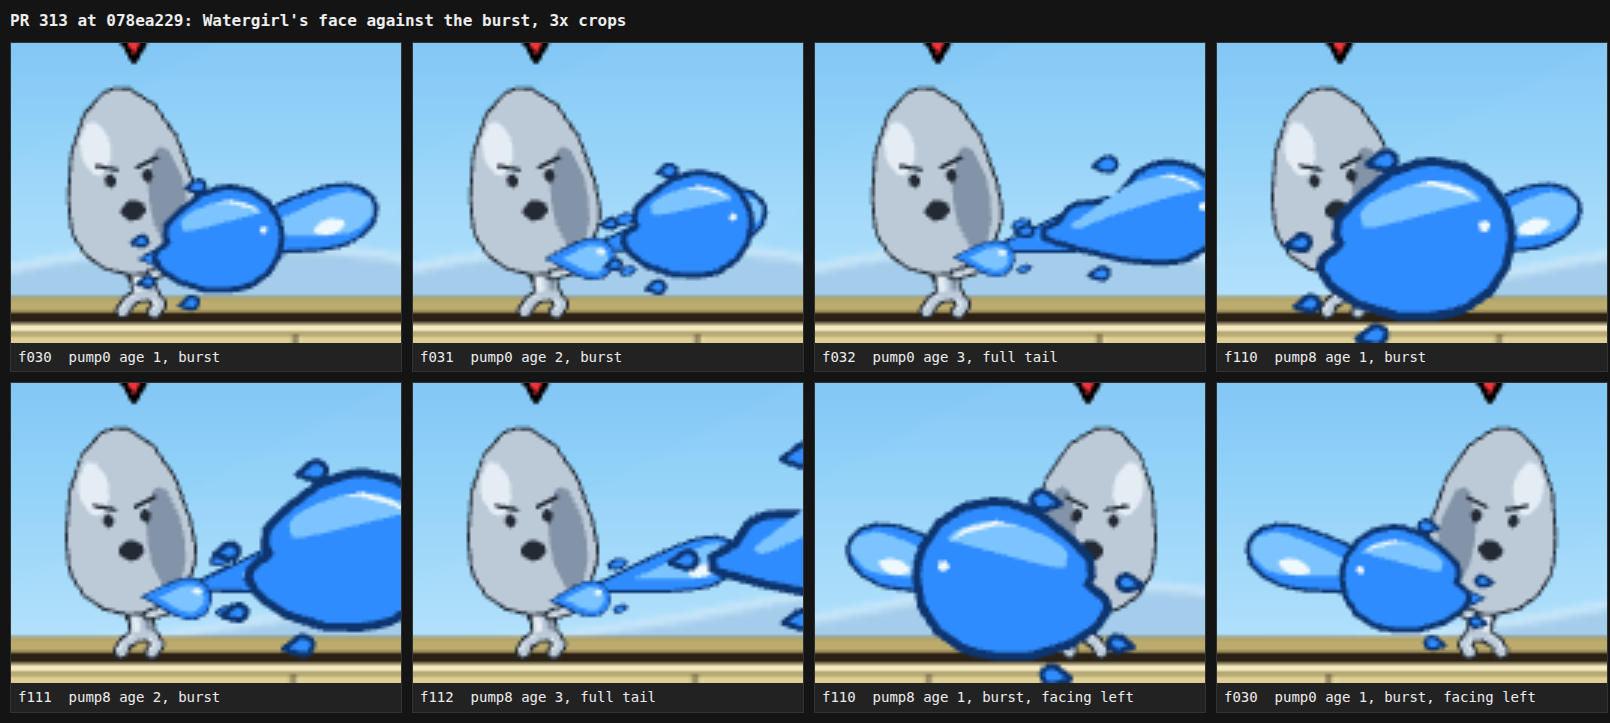 PR 313 at 078ea229: Watergirl's face against the burst, 3x crops
f030  pump0 age 1, burst
f031  pump0 age 2, burst
f032  pump0 age 3, full tail
f110  pump8 age 1, burst
f111  pump8 age 2, burst
f112  pump8 age 3, full tail
f110  pump8 age 1, burst, facing left
f030  pump0 age 1, burst, facing left